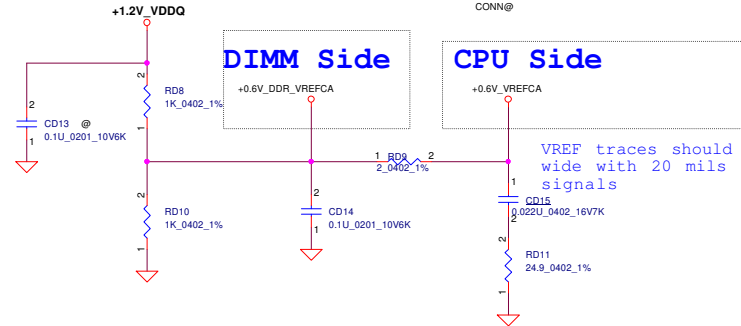 CONN@
+1.2V_VDDQ
DIMM Side
CPU Side
+0.6V_DDR_VREFCA
+0.6V_VREFCA
2
RD8
1K_0402_1%
1
2
CD13 @
0.1U_0201_10V6K
1
VREF traces should
wide with 20 mils
signals
1 RD9 2
2_0402_1%
2
RD10
1K_0402_1%
1
2
CD14
0.1U_0201_10V6K
1
1
CD15
0.022U_0402_16V7K
2
2
RD11
24.9_0402_1%
1